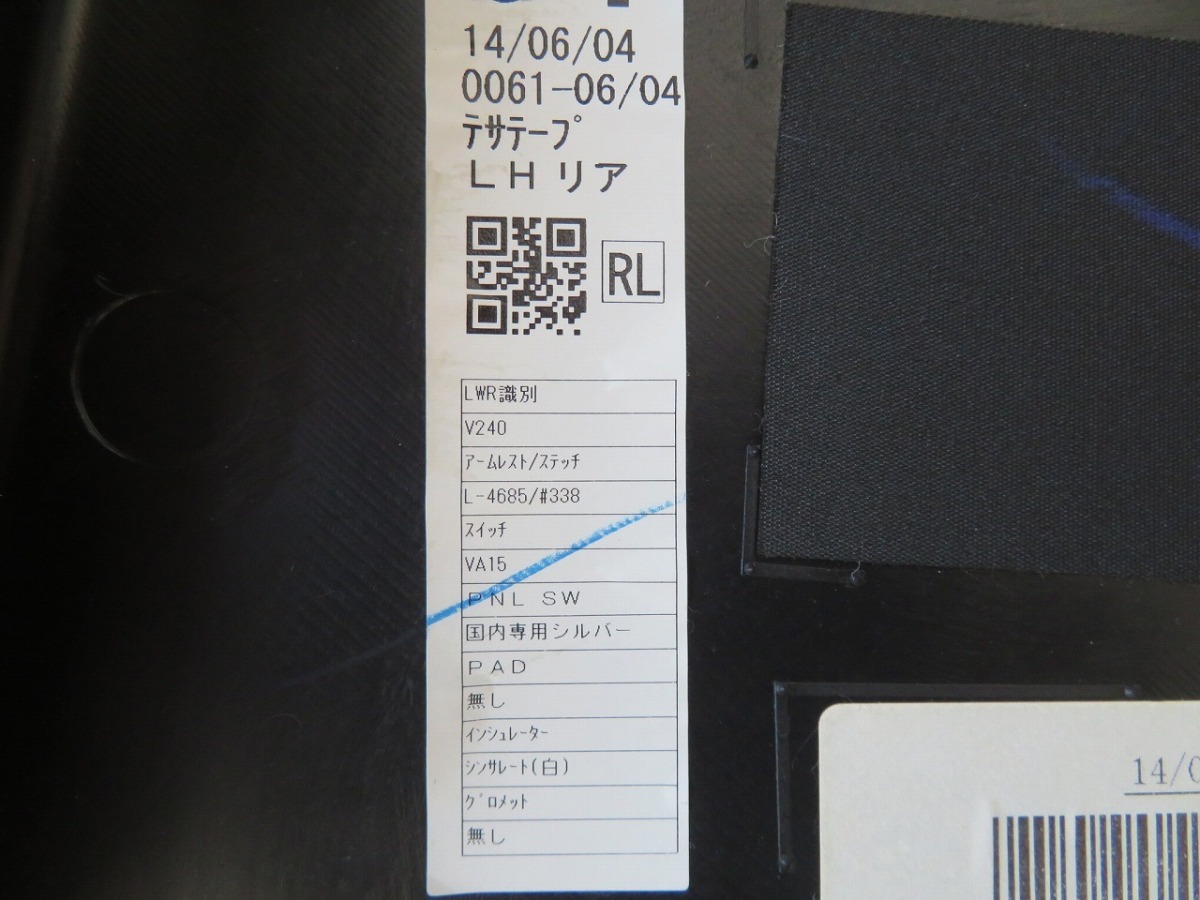 14/06/04
0061-06/04
ﾃｻﾃｰﾌﾟ
ＬＨ リア
RL
LWR識別
V240
ｱｰﾑﾚｽﾄ/ｽﾃｯﾁ
L-4685/#338
ｽｲｯﾁ
VA15
ＰＮＬ ＳＷ
国内専用シルバー
ＰＡＤ
無し
ｲﾝｼｭﾚｰﾀｰ
ｼﾝｻﾚｰﾄ(白)
ｸﾞﾛﾒｯﾄ
無し
14/0